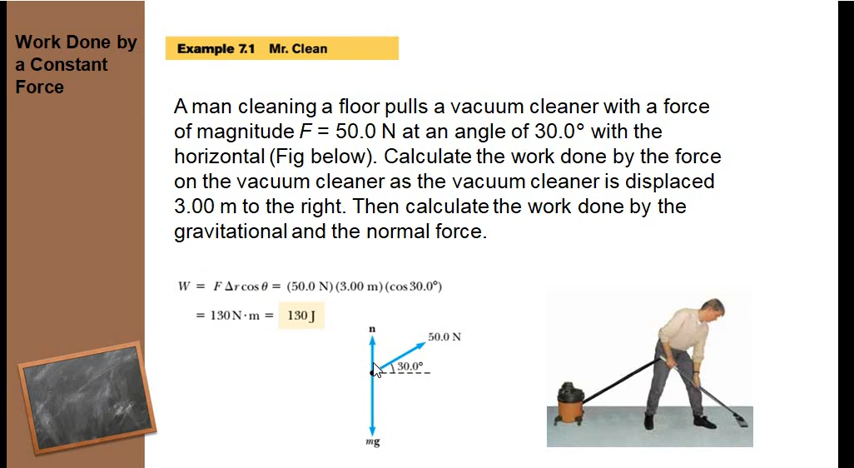 Work Done by
a Constant
Force
Example 7.1 Mr. Clean
A man cleaning a floor pulls a vacuum cleaner with a force
of magnitude F = 50.0 N at an angle of 30.0° with the
horizontal (Fig below). Calculate the work done by the force
on the vacuum cleaner as the vacuum cleaner is displaced
3.00 m to the right. Then calculate the work done by the
gravitational and the normal force.
W = F Δr cos θ = (50.0 N)(3.00 m)(cos 30.0°)
= 130 N·m = 130 J
n
50.0 N
30.0°
mg